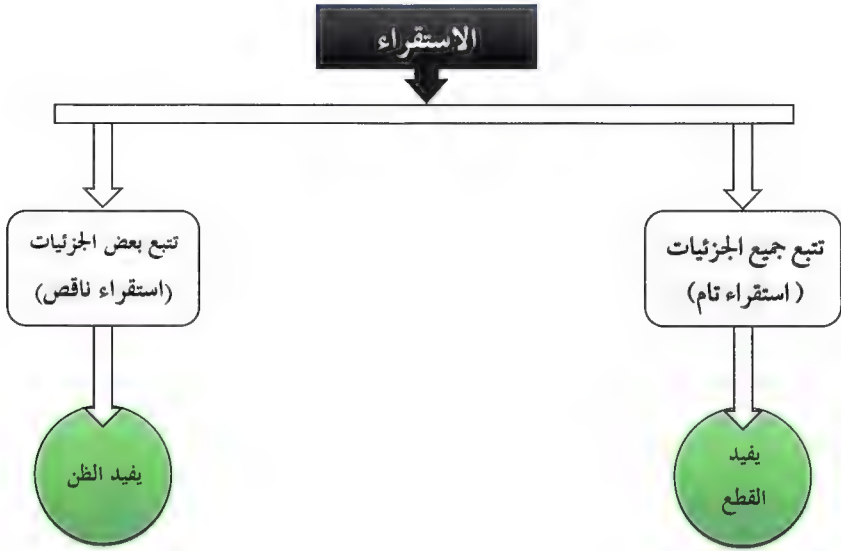 الاستقراء
تتبع جميع الجزئيات
(استقراء تام)
تتبع بعض الجزئيات
(استقراء ناقص)
يفيد
القطع
يفيد الظن